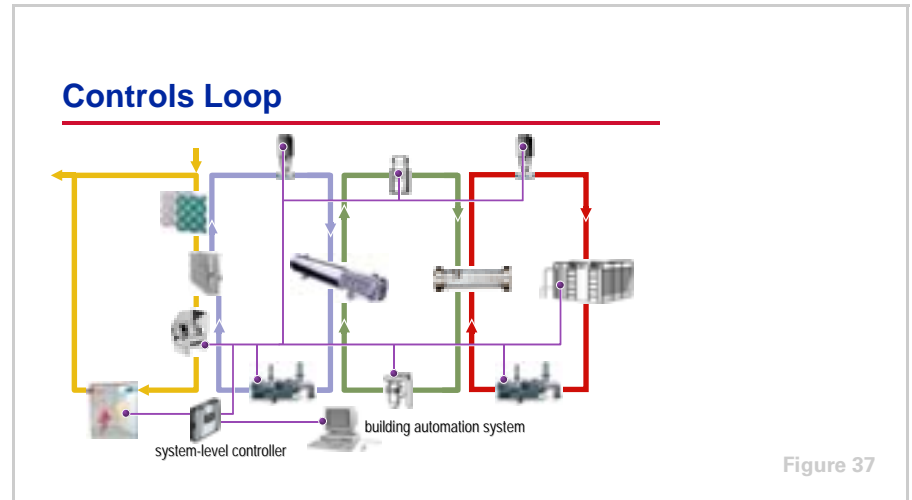 Controls Loop
building automation system
system-level controller
Figure 37